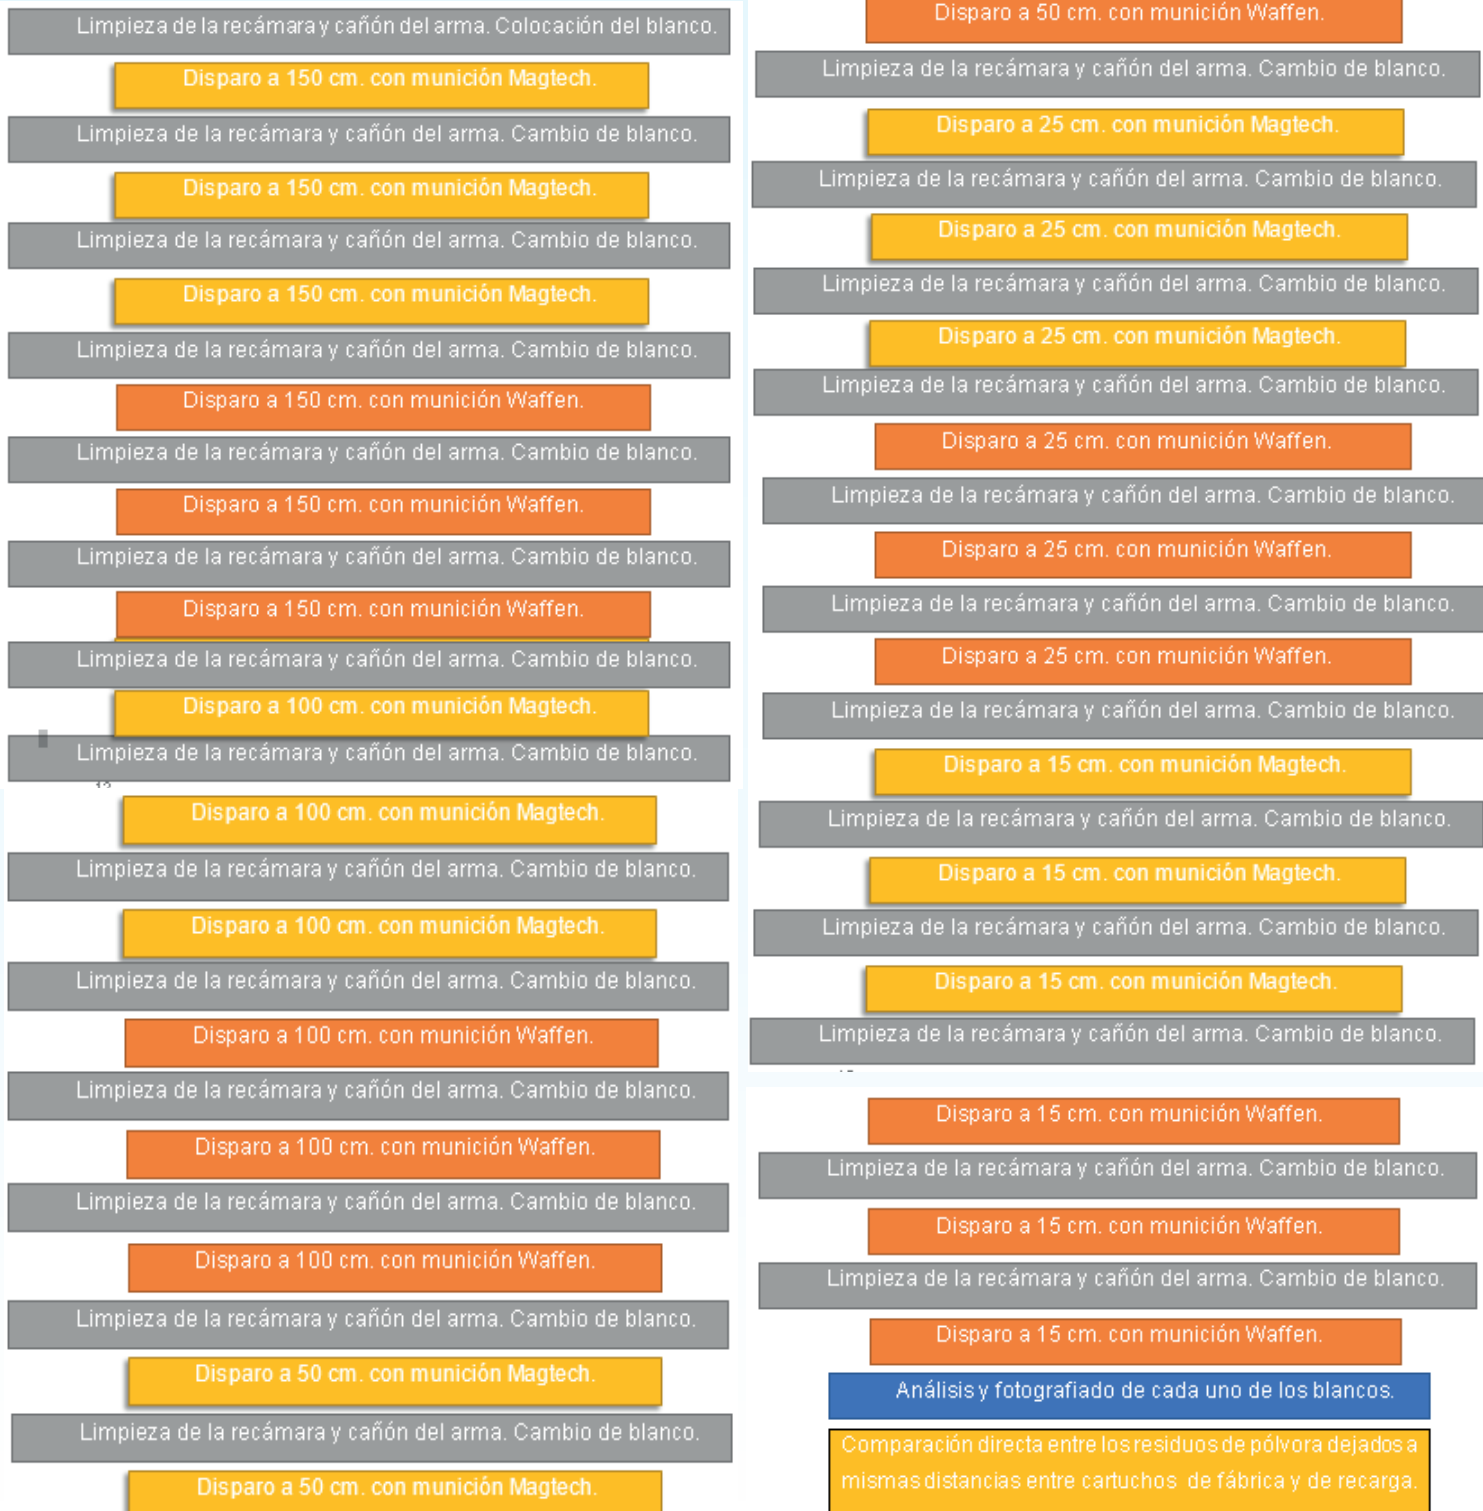 Limpieza de la recámara y cañón del arma. Colocación del blanco.
Disparo a 150 cm. con munición Magtech.
Limpieza de la recámara y cañón del arma. Cambio de blanco.
Disparo a 150 cm. con munición Magtech.
Limpieza de la recámara y cañón del arma. Cambio de blanco.
Disparo a 150 cm. con munición Magtech.
Limpieza de la recámara y cañón del arma. Cambio de blanco.
Disparo a 150 cm. con munición Waffen.
Limpieza de la recámara y cañón del arma. Cambio de blanco.
Disparo a 150 cm. con munición Waffen.
Limpieza de la recámara y cañón del arma. Cambio de blanco.
Disparo a 150 cm. con munición Waffen.
Limpieza de la recámara y cañón del arma. Cambio de blanco.
Disparo a 100 cm. con munición Magtech.
Limpieza de la recámara y cañón del arma. Cambio de blanco.
Disparo a 100 cm. con munición Magtech.
Limpieza de la recámara y cañón del arma. Cambio de blanco.
Disparo a 100 cm. con munición Magtech.
Limpieza de la recámara y cañón del arma. Cambio de blanco.
Disparo a 100 cm. con munición Waffen.
Limpieza de la recámara y cañón del arma. Cambio de blanco.
Disparo a 100 cm. con munición Waffen.
Limpieza de la recámara y cañón del arma. Cambio de blanco.
Disparo a 100 cm. con munición Waffen.
Limpieza de la recámara y cañón del arma. Cambio de blanco.
Disparo a 50 cm. con munición Magtech.
Limpieza de la recámara y cañón del arma. Cambio de blanco.
Disparo a 50 cm. con munición Magtech.
Disparo a 50 cm. con munición Waffen.
Limpieza de la recámara y cañón del arma. Cambio de blanco.
Disparo a 25 cm. con munición Magtech.
Limpieza de la recámara y cañón del arma. Cambio de blanco.
Disparo a 25 cm. con munición Magtech.
Limpieza de la recámara y cañón del arma. Cambio de blanco.
Disparo a 25 cm. con munición Magtech.
Limpieza de la recámara y cañón del arma. Cambio de blanco.
Disparo a 25 cm. con munición Waffen.
Limpieza de la recámara y cañón del arma. Cambio de blanco.
Disparo a 25 cm. con munición Waffen.
Limpieza de la recámara y cañón del arma. Cambio de blanco.
Disparo a 25 cm. con munición Waffen.
Limpieza de la recámara y cañón del arma. Cambio de blanco.
Disparo a 15 cm. con munición Magtech.
Limpieza de la recámara y cañón del arma. Cambio de blanco.
Disparo a 15 cm. con munición Magtech.
Limpieza de la recámara y cañón del arma. Cambio de blanco.
Disparo a 15 cm. con munición Magtech.
Limpieza de la recámara y cañón del arma. Cambio de blanco.
Disparo a 15 cm. con munición Waffen.
Limpieza de la recámara y cañón del arma. Cambio de blanco.
Disparo a 15 cm. con munición Waffen.
Limpieza de la recámara y cañón del arma. Cambio de blanco.
Disparo a 15 cm. con munición Waffen.
Análisis y fotografiado de cada uno de los blancos.
Comparación directa entre los residuos de pólvora dejados a
mismas distancias entre cartuchos de fábrica y de recarga.